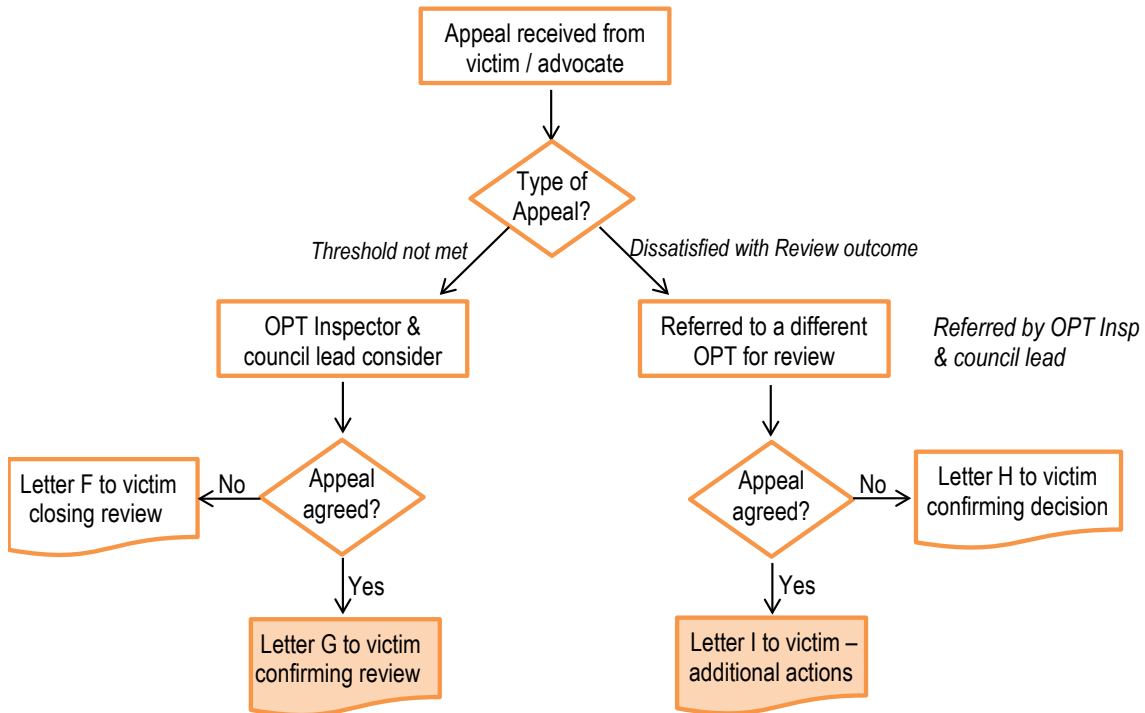 Appeal received from
victim / advocate
Type of
Appeal?
Threshold not met
Dissatisfied with Review outcome
OPT Inspector &
council lead consider
Referred to a different
OPT for review
Referred by OPT Insp
& council lead
Letter F to victim
closing review
No
Appeal
agreed?
Appeal
agreed?
No
Letter H to victim
confirming decision
Yes
Yes
Letter G to victim
confirming review
Letter I to victim –
additional actions